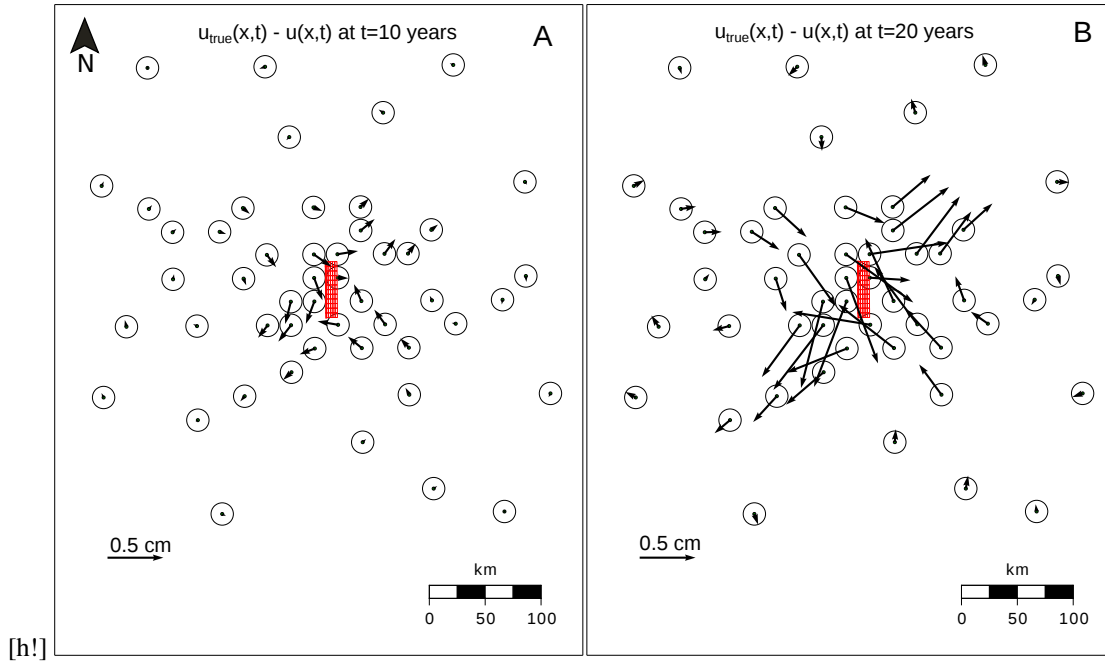 u_true(x,t) - u(x,t) at t=10 years
A
N
0.5 cm
km
0 50 100
u_true(x,t) - u(x,t) at t=20 years
B
0.5 cm
km
0 50 100
[h!]